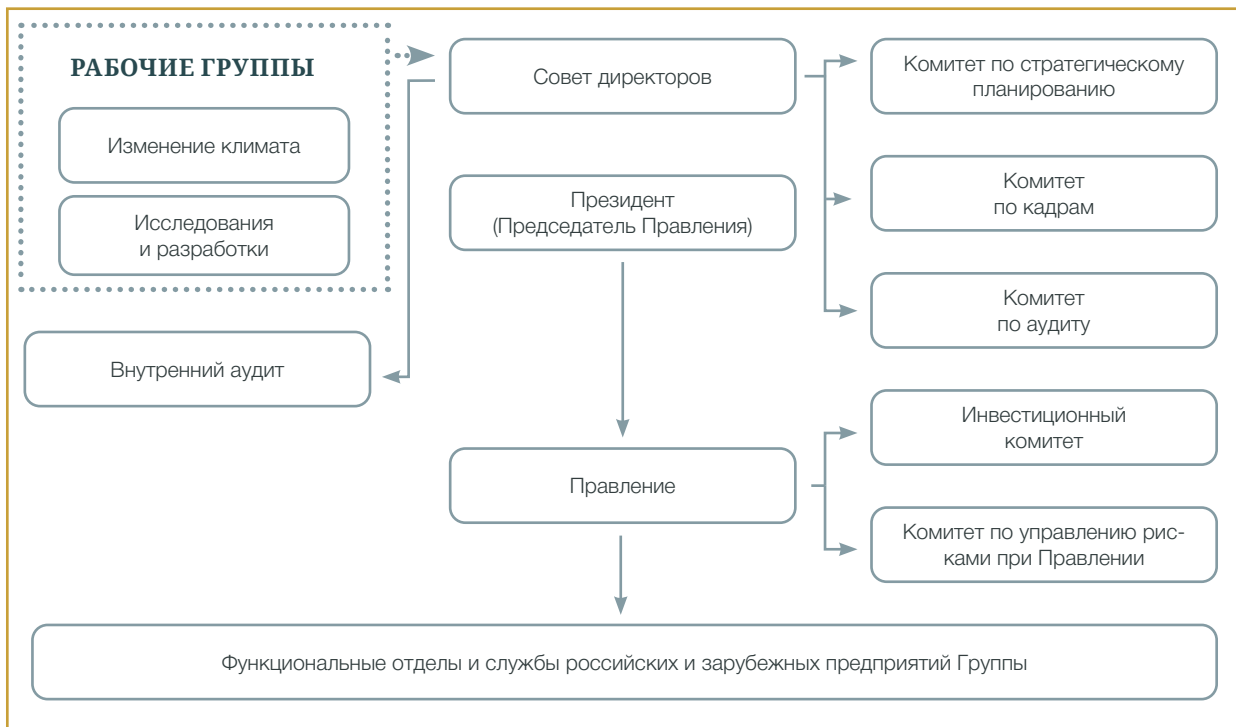 РАБОЧИЕ ГРУППЫ
Изменение климата
Исследования
и разработки
Внутренний аудит
Совет директоров
Президент
(Председатель Правления)
Правление
Комитет по стратегическому
планированию
Комитет
по кадрам
Комитет
по аудиту
Инвестиционный
комитет
Комитет по управлению рис-
ками при Правлении
Функциональные отделы и службы российских и зарубежных предприятий Группы